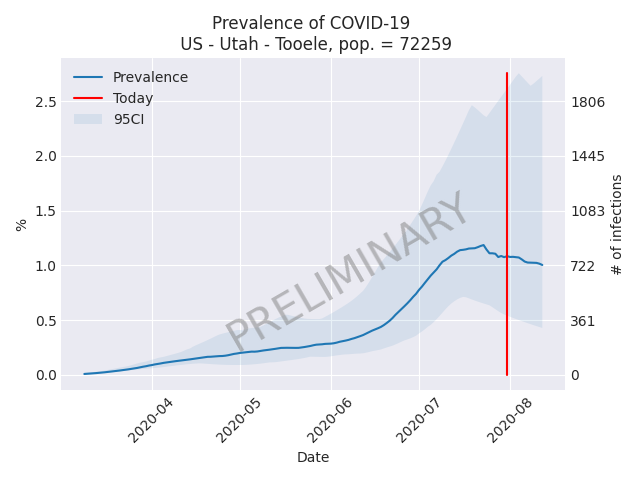 Prevalence of COVID-19
US - Utah - Tooele, pop. = 72259
Prevalence
Today
95CI
2.5
2.0
1.5
1.0
0.5
0.0
%
1806
1445
1083
722
361
0
# of infections
PRELIMINARY
2020-04
2020-05
2020-06
2020-07
2020-08
Date